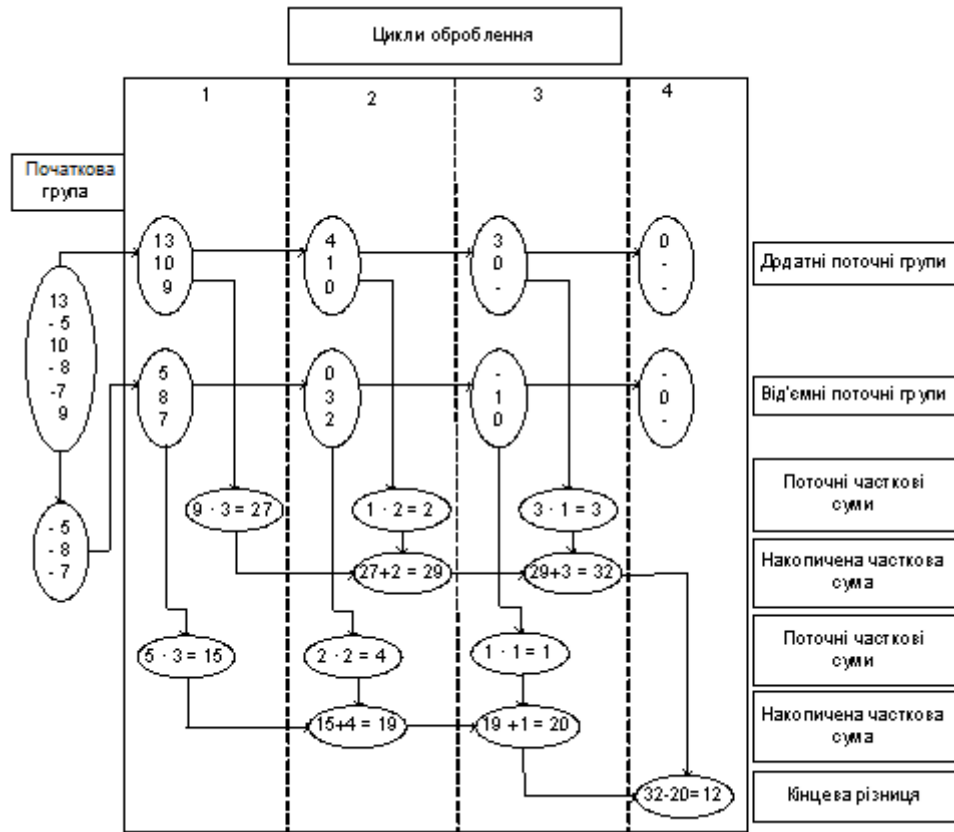 Цикли оброблення
1
2
3
4
Початкова
група
13
10
9
4
1
0
3
0
-
0
-
-
Додатні поточні групи
13
- 5
10
- 8
-7
9
5
8
7
0
3
2
-
1
0
-
0
-
Від'ємні поточні групи
9 · 3 = 27
1 · 2 = 2
3 · 1 = 3
Поточні часткові
суми
- 5
- 8
- 7
27+2 = 29
29+3 = 32
Накопичена часткова
сума
5 · 3 = 15
2 · 2 = 4
1 · 1 = 1
Поточні часткові
суми
15+4 = 19
19 +1 = 20
Накопичена часткова
сума
32-20= 12
Кінцева різниця